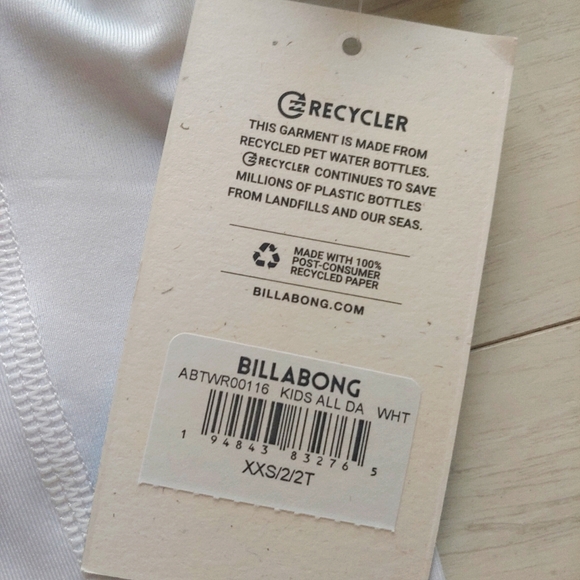 RECYCLER
THIS GARMENT IS MADE FROM
RECYCLED PET WATER BOTTLES.
RECYCLER CONTINUES TO SAVE
MILLIONS OF PLASTIC BOTTLES
FROM LANDFILLS AND OUR SEAS.
MADE WITH 100%
POST-CONSUMER
RECYCLED PAPER
BILLABONG.COM
BILLABONG
ABTWR00116 KIDS ALL DA WHT
1 94843 83276 5
XXS/2/2T